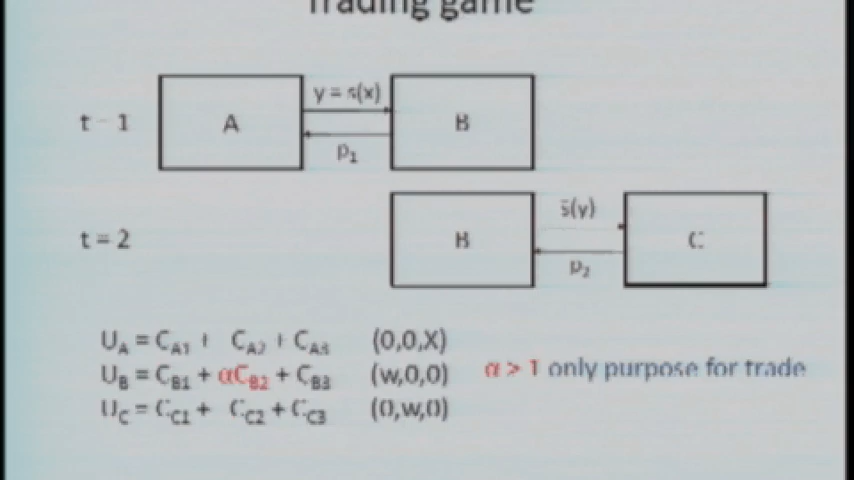 Trading game
t = 1
A
y = s(x)
p₁
B
t = 2
B
s̃(y)
p₂
C
U_A = C_A1 + C_A2 + C_A3 (0,0,X)
U_B = C_B1 + αC_B2 + C_B3 (w,0,0) α > 1 only purpose for trade
U_C = C_C1 + C_C2 + C_C3 (0,w,0)